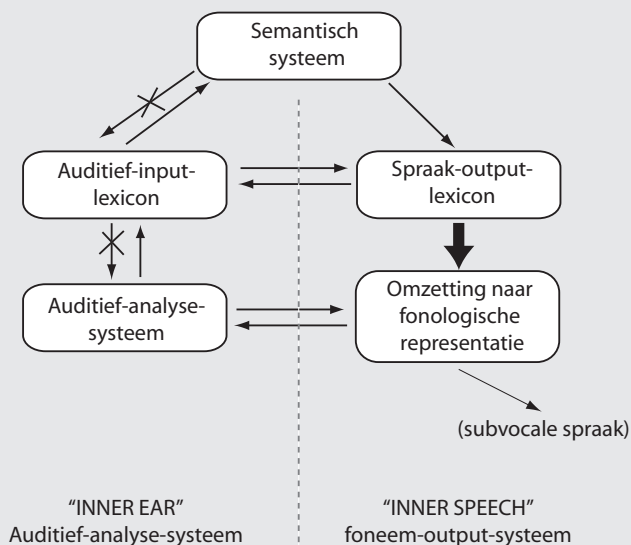 Semantisch
systeem
Auditief-input-
lexicon
Spraak-output-
lexicon
Auditief-analyse-
systeem
Omzetting naar
fonologische
representatie
(subvocale spraak)
"INNER EAR"
Auditief-analyse-systeem
"INNER SPEECH"
foneem-output-systeem